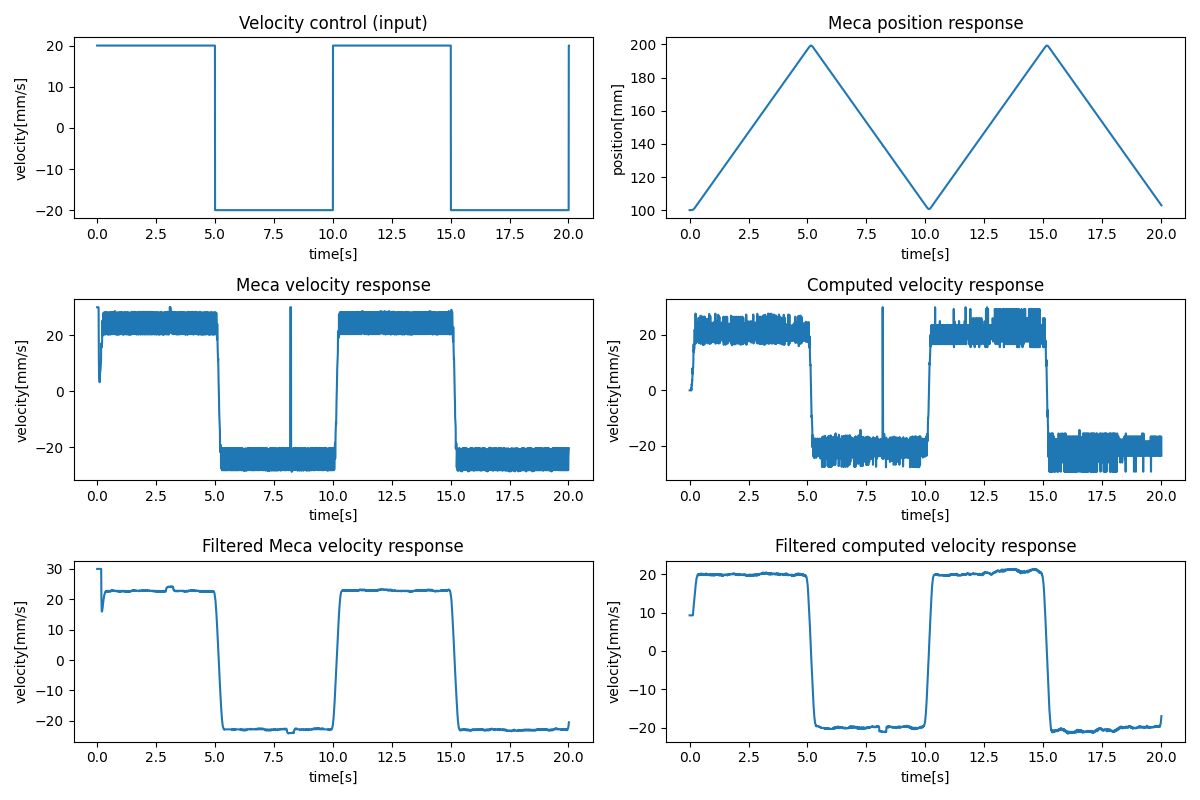 Velocity control (input)
velocity[mm/s]
20
10
0
−10
−20
0.0 2.5 5.0 7.5 10.0 12.5 15.0 17.5 20.0
time[s]
Meca position response
position[mm]
200
180
160
140
120
100
0.0 2.5 5.0 7.5 10.0 12.5 15.0 17.5 20.0
time[s]
Meca velocity response
velocity[mm/s]
20
0
−20
0.0 2.5 5.0 7.5 10.0 12.5 15.0 17.5 20.0
time[s]
Computed velocity response
velocity[mm/s]
20
0
−20
0.0 2.5 5.0 7.5 10.0 12.5 15.0 17.5 20.0
time[s]
Filtered Meca velocity response
velocity[mm/s]
30
20
10
0
−10
−20
0.0 2.5 5.0 7.5 10.0 12.5 15.0 17.5 20.0
time[s]
Filtered computed velocity response
velocity[mm/s]
20
10
0
−10
−20
0.0 2.5 5.0 7.5 10.0 12.5 15.0 17.5 20.0
time[s]